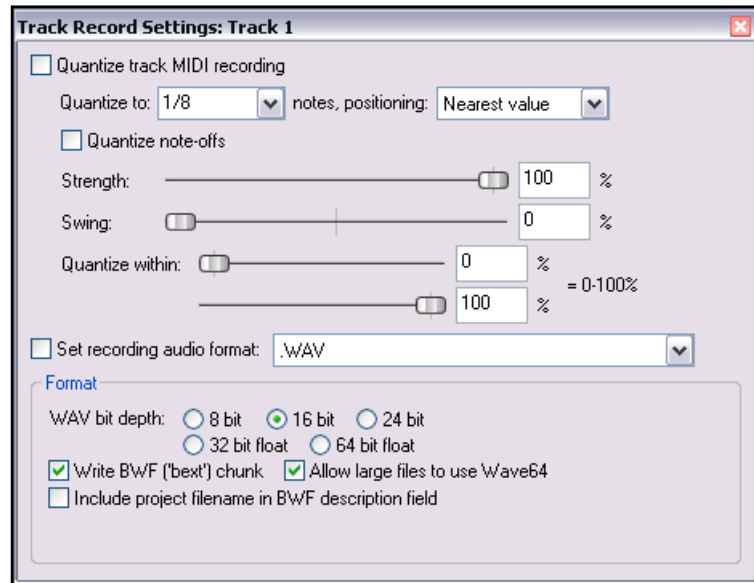 Track Record Settings: Track 1
Quantize track MIDI recording
Quantize to: 1/8 notes, positioning: Nearest value
Quantize note-offs
Strength: 100 %
Swing: 0 %
Quantize within: 0 %
= 0-100%
100 %
Set recording audio format: .WAV
Format
WAV bit depth: 8 bit 16 bit 24 bit
32 bit float 64 bit float
Write BWF ('bext') chunk Allow large files to use Wave64
Include project filename in BWF description field